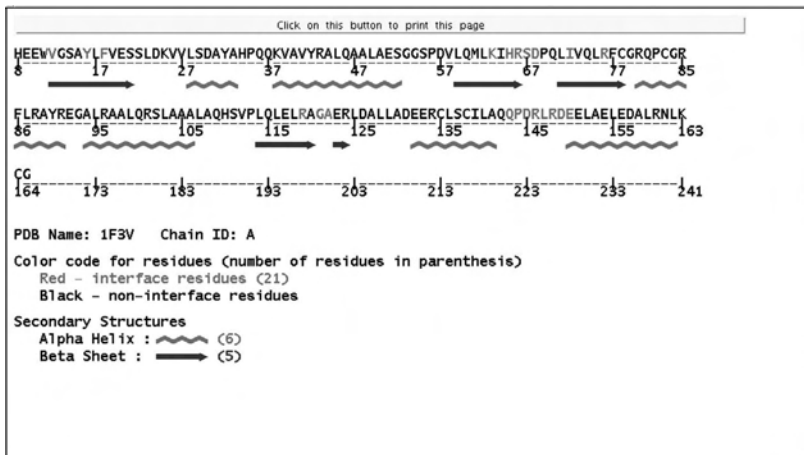 Click on this button to print this page
HEEWVGSAYLFVESSLDKVVLSDAYAHPQQKVAVYRALQAALAESGGSPDVLQMLKIHRSDPQLIVQLRFCGRQPCGR
8 17 27 37 47 57 67 77 85
FLRAYREGALRAALQRSLAAALAQHSVPLQLELRAGAERLDALLADEERCLSCILAQQPDRLRDEELAELEDALRNLK
86 95 105 115 125 135 145 155 163
CG
164 173 183 193 203 213 223 233 241
PDB Name: 1F3V Chain ID: A
Color code for residues (number of residues in parenthesis)
Red - interface residues (21)
Black - non-interface residues
Secondary Structures
Alpha Helix : (6)
Beta Sheet : (5)